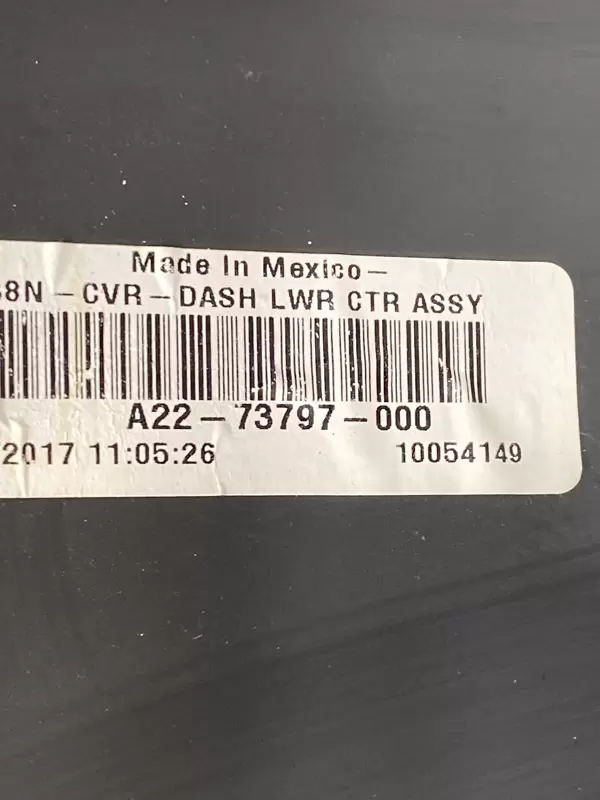 Made In Mexico-
8N-CVR-DASH LWR CTR ASSY
A22-73797-000
/2017 11:05:26 10054149